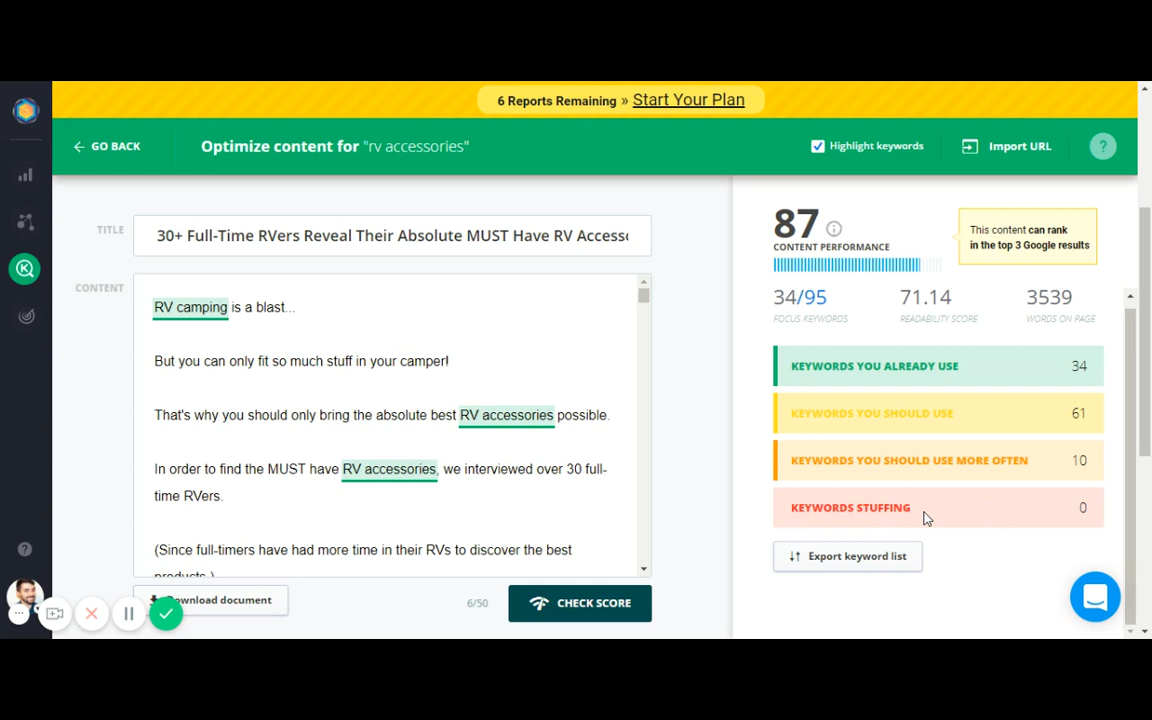 6 Reports Remaining » Start Your Plan
← GO BACK
Optimize content for "rv accessories"
Highlight keywords
Import URL
?
TITLE
30+ Full-Time RVers Reveal Their Absolute MUST Have RV Access
CONTENT
RV camping is a blast...
But you can only fit so much stuff in your camper!
That's why you should only bring the absolute best RV accessories possible.
In order to find the MUST have RV accessories, we interviewed over 30 full-
time RVers.
(Since full-timers have had more time in their RVs to discover the best
products.)
Download document
6/50
CHECK SCORE
87
CONTENT PERFORMANCE
This content can rank
in the top 3 Google results
34/95
FOCUS KEYWORDS
71.14
READABILITY SCORE
3539
WORDS ON PAGE
KEYWORDS YOU ALREADY USE 34
KEYWORDS YOU SHOULD USE 61
KEYWORDS YOU SHOULD USE MORE OFTEN 10
KEYWORDS STUFFING 0
Export keyword list